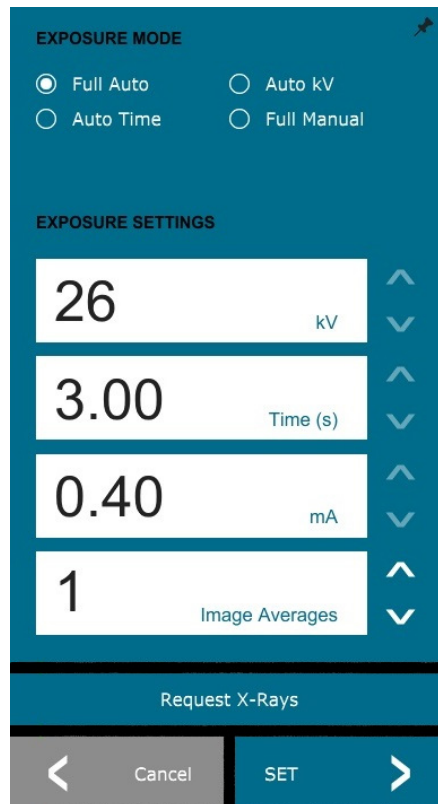 EXPOSURE MODE
Full Auto Auto kV
Auto Time Full Manual
EXPOSURE SETTINGS
26 kV
3.00 Time (s)
0.40 mA
1 Image Averages
Request X-Rays
Cancel SET